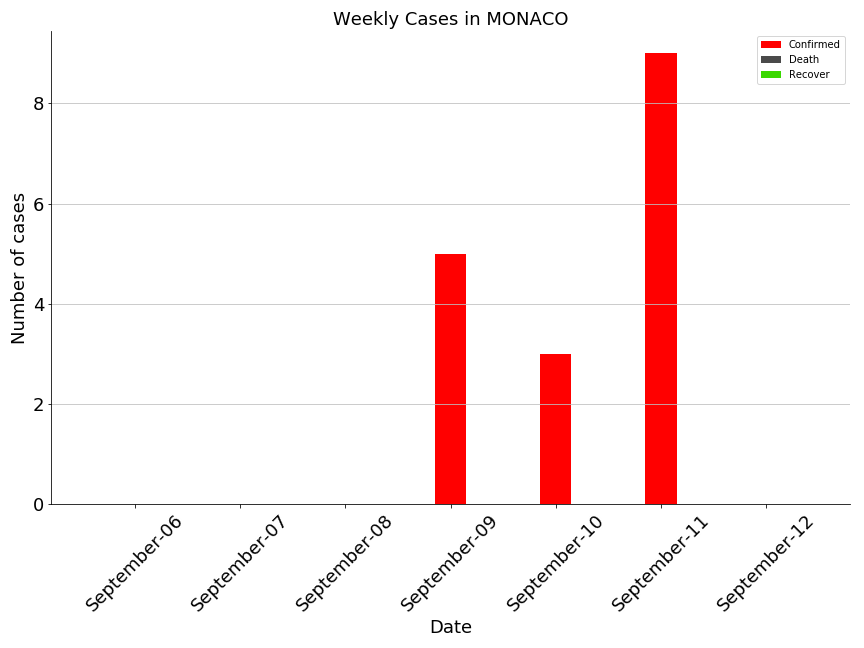 Weekly Cases in MONACO
Confirmed
Death
Recover
Number of cases
8
6
4
2
0
September-06
September-07
September-08
September-09
September-10
September-11
September-12
Date